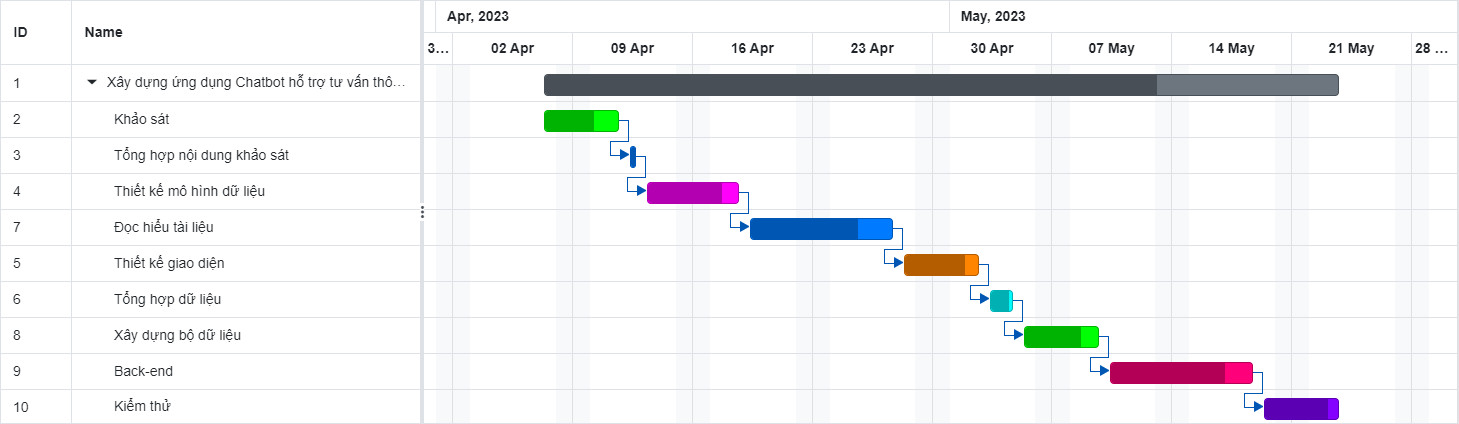 ID Name Apr, 2023 May, 2023
3... 02 Apr 09 Apr 16 Apr 23 Apr 30 Apr 07 May 14 May 21 May 28 ...
1 Xây dựng ứng dụng Chatbot hỗ trợ tư vấn thô...
2 Khảo sát
3 Tổng hợp nội dung khảo sát
4 Thiết kế mô hình dữ liệu
7 Đọc hiểu tài liệu
5 Thiết kế giao diện
6 Tổng hợp dữ liệu
8 Xây dựng bộ dữ liệu
9 Back-end
10 Kiểm thử